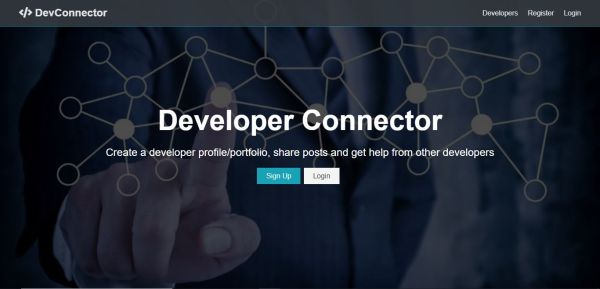 </> DevConnector
Developers Register Login
Developer Connector
Create a developer profile/portfolio, share posts and get help from other developers
Sign Up Login